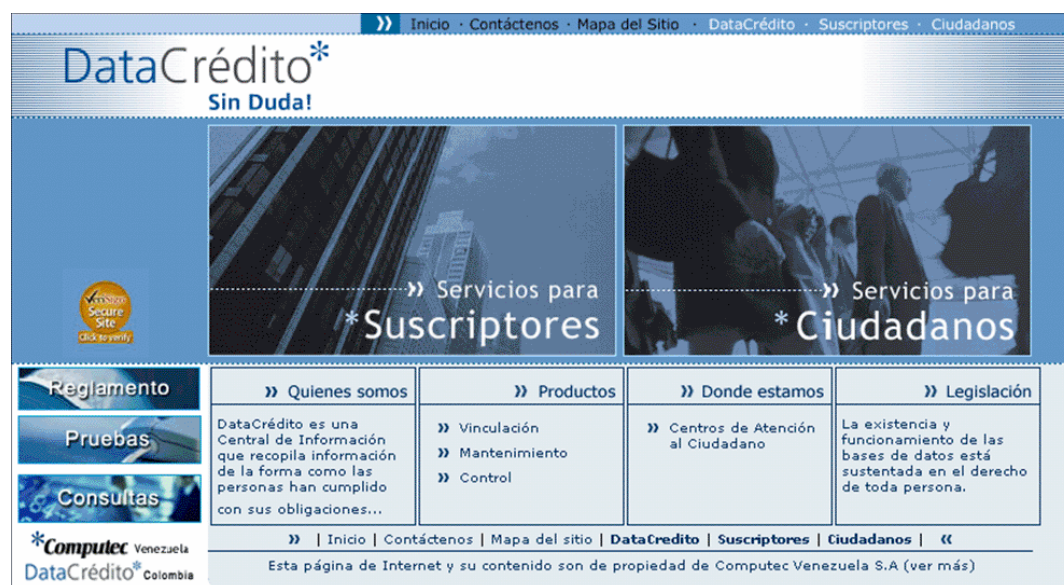 » Inicio · Contáctenos · Mapa del Sitio · DataCrédito · Suscriptores · Ciudadanos
DataCrédito*
Sin Duda!
» Servicios para
*Suscriptores
» Servicios para
*Ciudadanos
VeriSign
Secure
Site
Click to verify
Reglamento
Pruebas
Consultas
*Computec Venezuela
DataCrédito* Colombia
» Quienes somos
DataCrédito es una
Central de Información
que recopila información
de la forma como las
personas han cumplido
con sus obligaciones...
» Productos
» Vinculación
» Mantenimiento
» Control
» Donde estamos
» Centros de Atención
al Ciudadano
» Legislación
La existencia y
funcionamiento de las
bases de datos está
sustentada en el derecho
de toda persona.
» | Inicio | Contáctenos | Mapa del sitio | DataCredito | Suscriptores | Ciudadanos | «
Esta página de Internet y su contenido son de propiedad de Computec Venezuela S.A (ver más)